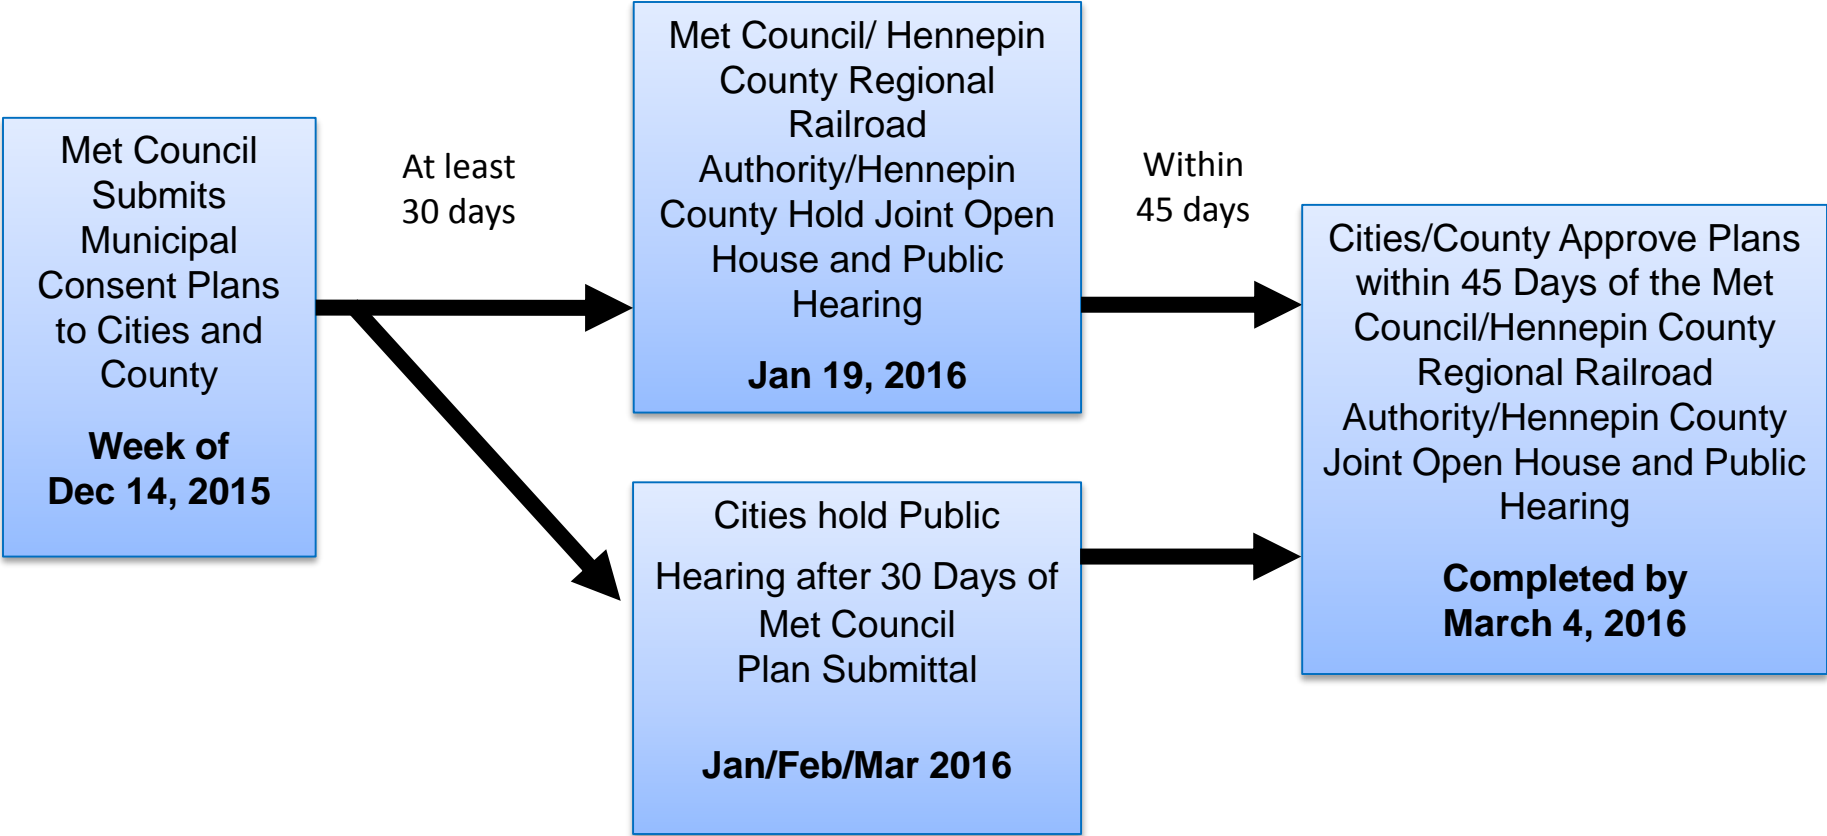 Met Council
Submits
Municipal
Consent Plans
to Cities and
County
Week of
Dec 14, 2015
At least
30 days
Met Council/ Hennepin
County Regional
Railroad
Authority/Hennepin
County Hold Joint Open
House and Public
Hearing
Jan 19, 2016
Cities hold Public
Hearing after 30 Days of
Met Council
Plan Submittal
Jan/Feb/Mar 2016
Within
45 days
Cities/County Approve Plans
within 45 Days of the Met
Council/Hennepin County
Regional Railroad
Authority/Hennepin County
Joint Open House and Public
Hearing
Completed by
March 4, 2016